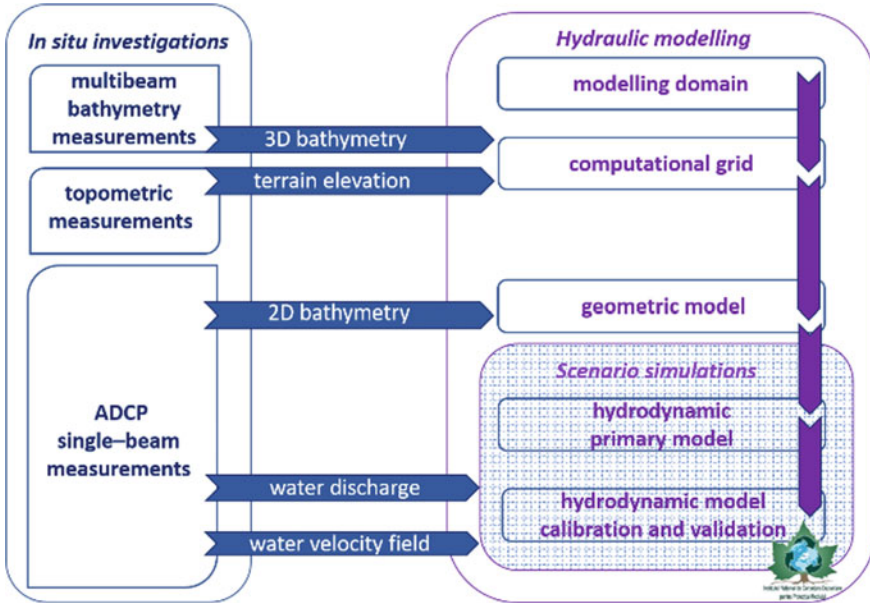 In situ investigations
multibeam
bathymetry
measurements
topometric
measurements
ADCP
single–beam
measurements
3D bathymetry
terrain elevation
2D bathymetry
water discharge
water velocity field
Hydraulic modelling
modelling domain
computational grid
geometric model
Scenario simulations
hydrodynamic
primary model
hydrodynamic model
calibration and validation